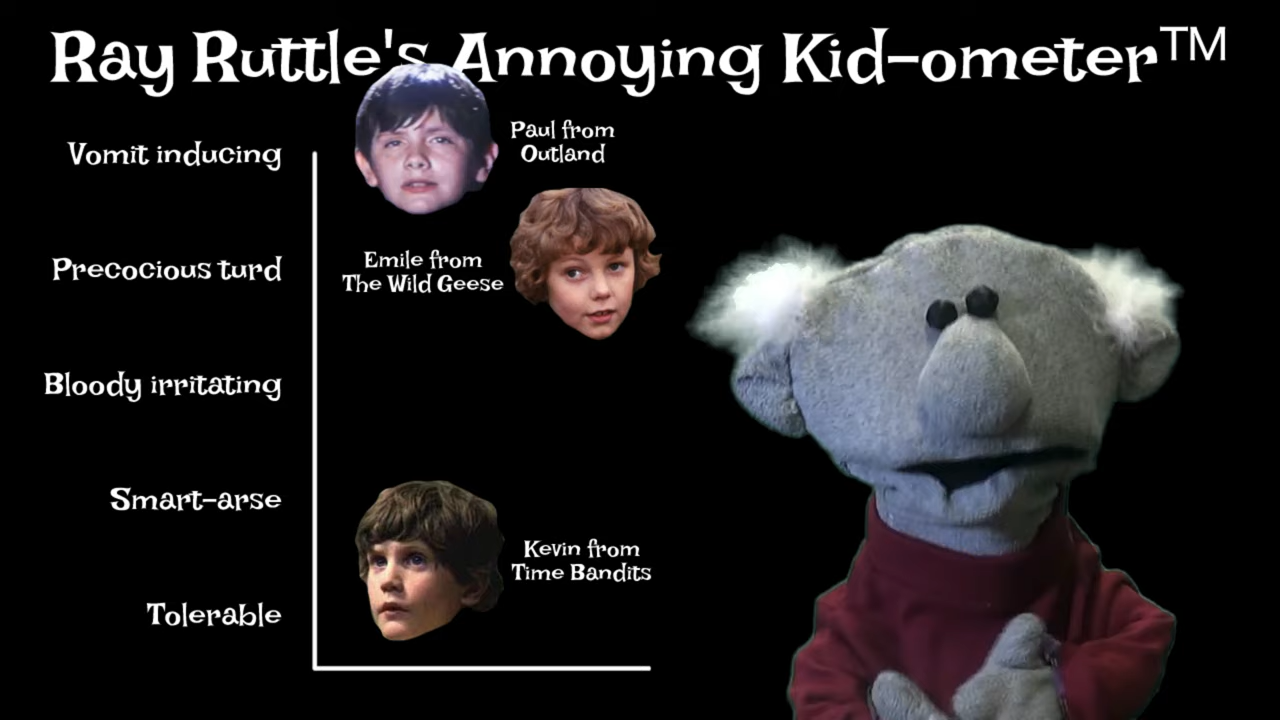 Ray Ruttle's Annoying Kid-ometer™
Vomit inducing
Paul from
Outland
Precocious turd
Emile from
The Wild Geese
Bloody irritating
Smart-arse
Kevin from
Time Bandits
Tolerable